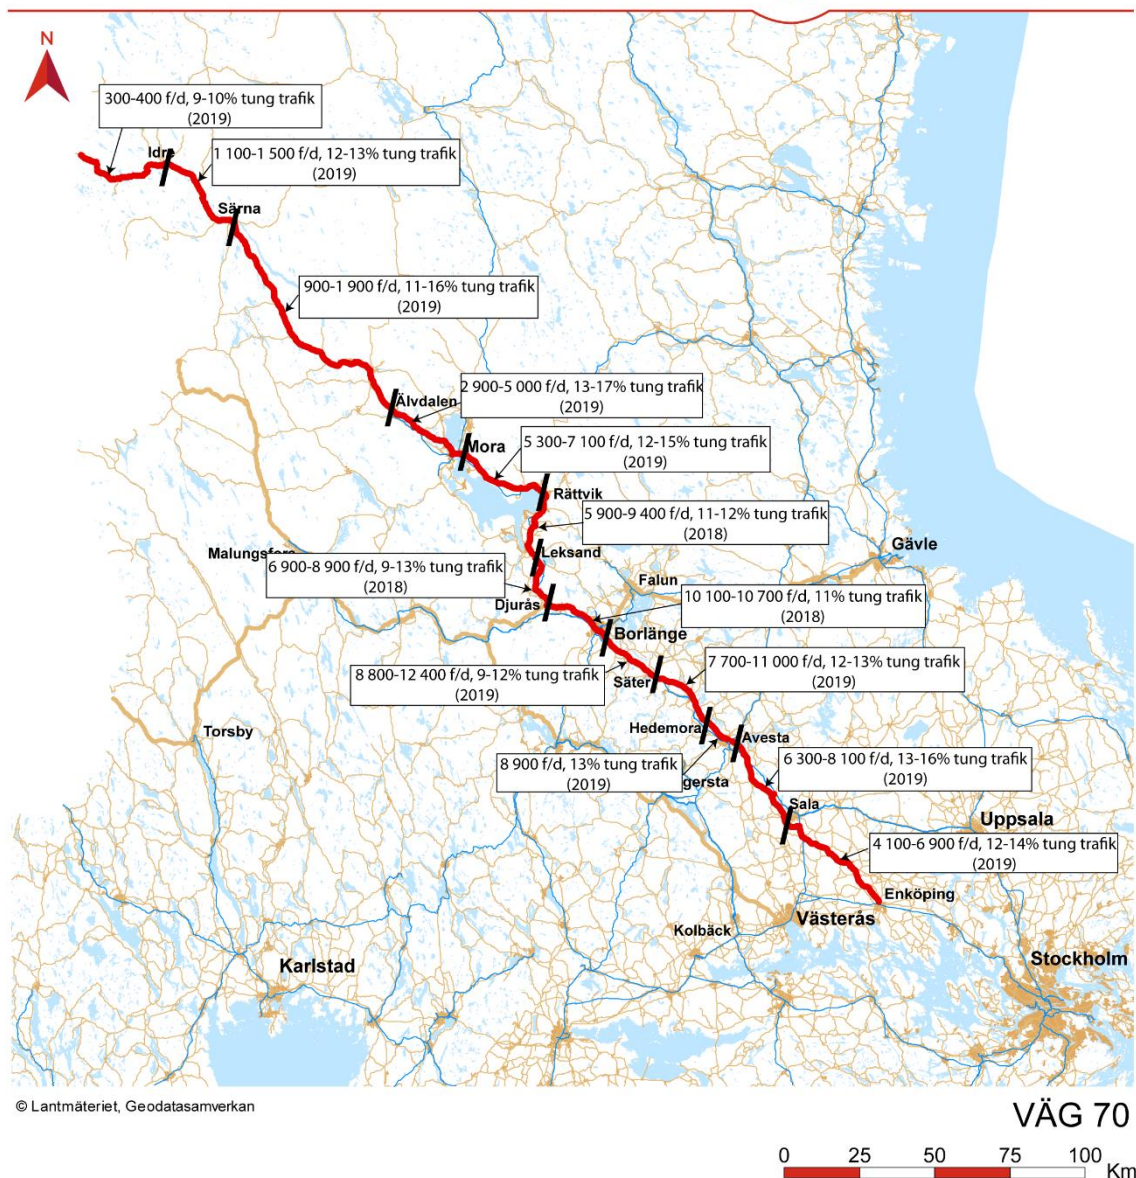 N
300-400 f/d, 9-10% tung trafik
(2019)
Idre
1 100-1 500 f/d, 12-13% tung trafik
(2019)
Särna
900-1 900 f/d, 11-16% tung trafik
(2019)
2 900-5 000 f/d, 13-17% tung trafik
(2019)
Älvdalen
Mora
5 300-7 100 f/d, 12-15% tung trafik
(2019)
Rättvik
5 900-9 400 f/d, 11-12% tung trafik
(2018)
Gävle
Leksand
Malungsfors
6 900-8 900 f/d, 9-13% tung trafik
(2018)
Falun
Djurås
10 100-10 700 f/d, 11% tung trafik
(2018)
Borlänge
7 700-11 000 f/d, 12-13% tung trafik
(2019)
8 800-12 400 f/d, 9-12% tung trafik
(2019)
Säter
Torsby
Hedemora
Avesta
8 900 f/d, 13% tung trafik
(2019)
gersta
6 300-8 100 f/d, 13-16% tung trafik
(2019)
Sala
Uppsala
4 100-6 900 f/d, 12-14% tung trafik
(2019)
Enköping
Västerås
Kolbäck
Karlstad
Stockholm
© Lantmäteriet, Geodatasamverkan
VÄG 70
0 25 50 75 100
Km